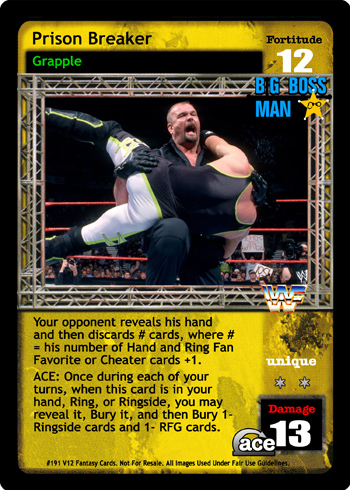 Prison Breaker
Fortitude
12
Grapple
BIG BOSS
MAN
Your opponent reveals his hand
and then discards # cards, where #
= his number of Hand and Ring Fan
Favorite or Cheater cards +1.
ACE: Once during each of your
turns, when this card is in your
hand, Ring, or Ringside, you may
reveal it, Bury it, and then Bury 1-
Ringside cards and 1- RFG cards.
unique
Damage
ace
13
#191 V12 Fantasy Cards. Not For Resale. All Images Used Under Fair Use Guidelines.